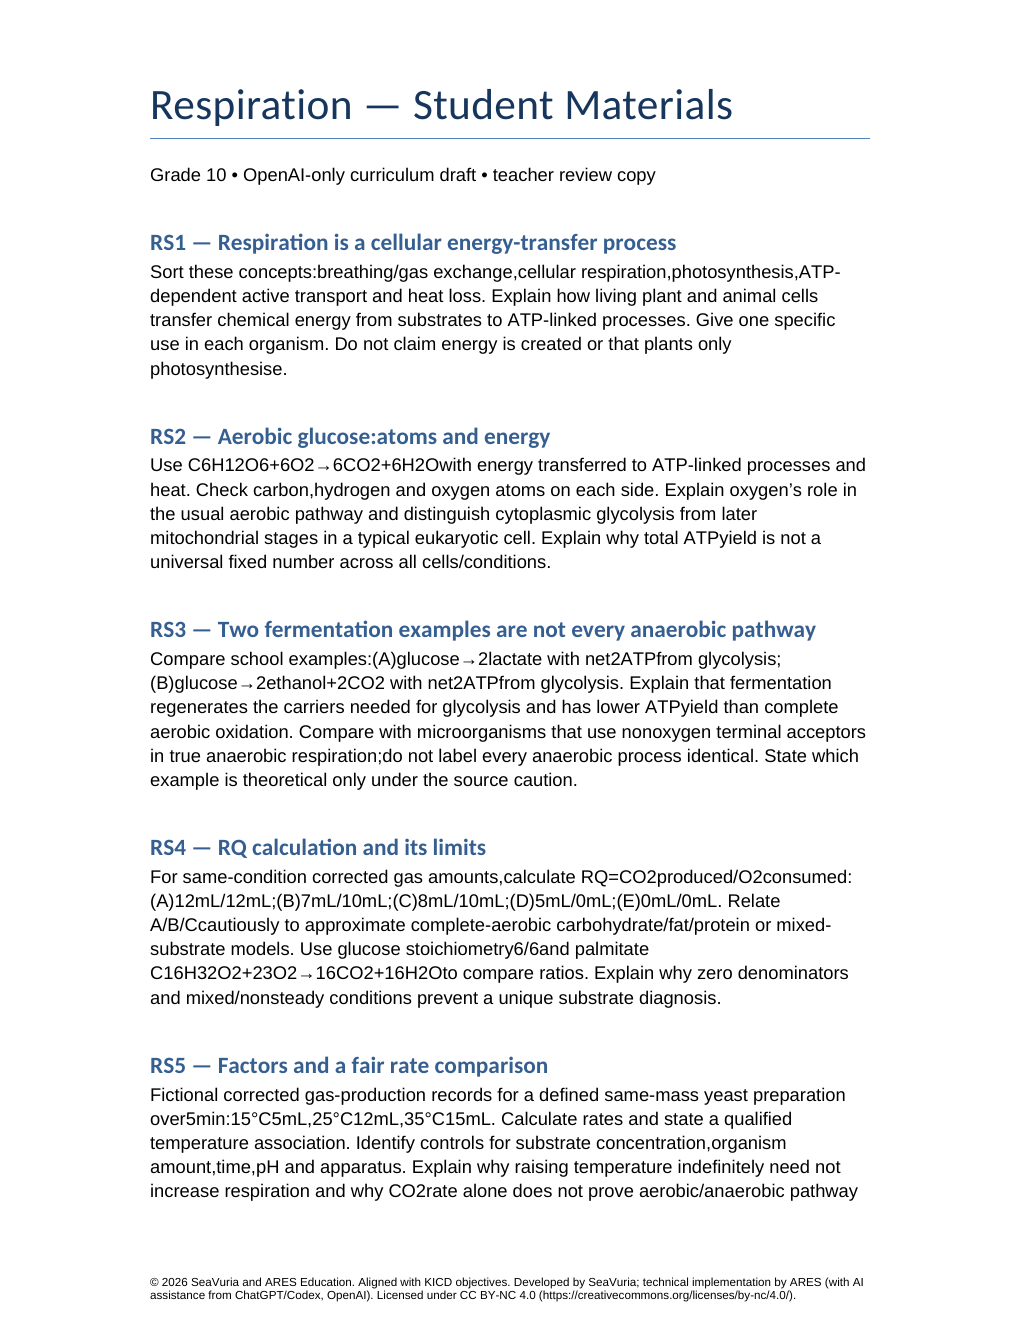 Respiration — Student Materials
Grade 10 • OpenAI-only curriculum draft • teacher review copy
RS1 — Respiration is a cellular energy-transfer process
Sort these concepts:breathing/gas exchange,cellular respiration,photosynthesis,ATP-
dependent active transport and heat loss. Explain how living plant and animal cells
transfer chemical energy from substrates to ATP-linked processes. Give one specific
use in each organism. Do not claim energy is created or that plants only
photosynthesise.
RS2 — Aerobic glucose:atoms and energy
Use C6H12O6+6O2→6CO2+6H2Owith energy transferred to ATP-linked processes and
heat. Check carbon,hydrogen and oxygen atoms on each side. Explain oxygen’s role in
the usual aerobic pathway and distinguish cytoplasmic glycolysis from later
mitochondrial stages in a typical eukaryotic cell. Explain why total ATPyield is not a
universal fixed number across all cells/conditions.
RS3 — Two fermentation examples are not every anaerobic pathway
Compare school examples:(A)glucose→2lactate with net2ATPfrom glycolysis;
(B)glucose→2ethanol+2CO2 with net2ATPfrom glycolysis. Explain that fermentation
regenerates the carriers needed for glycolysis and has lower ATPyield than complete
aerobic oxidation. Compare with microorganisms that use nonoxygen terminal acceptors
in true anaerobic respiration;do not label every anaerobic process identical. State which
example is theoretical only under the source caution.
RS4 — RQ calculation and its limits
For same-condition corrected gas amounts,calculate RQ=CO2produced/O2consumed:
(A)12mL/12mL;(B)7mL/10mL;(C)8mL/10mL;(D)5mL/0mL;(E)0mL/0mL. Relate
A/B/Ccautiously to approximate complete-aerobic carbohydrate/fat/protein or mixed-
substrate models. Use glucose stoichiometry6/6and palmitate
C16H32O2+23O2→16CO2+16H2Oto compare ratios. Explain why zero denominators
and mixed/nonsteady conditions prevent a unique substrate diagnosis.
RS5 — Factors and a fair rate comparison
Fictional corrected gas-production records for a defined same-mass yeast preparation
over5min:15°C5mL,25°C12mL,35°C15mL. Calculate rates and state a qualified
temperature association. Identify controls for substrate concentration,organism
amount,time,pH and apparatus. Explain why raising temperature indefinitely need not
increase respiration and why CO2rate alone does not prove aerobic/anaerobic pathway
© 2026 SeaVuria and ARES Education. Aligned with KICD objectives. Developed by SeaVuria; technical implementation by ARES (with AI
assistance from ChatGPT/Codex, OpenAI). Licensed under CC BY-NC 4.0 (https://creativecommons.org/licenses/by-nc/4.0/).